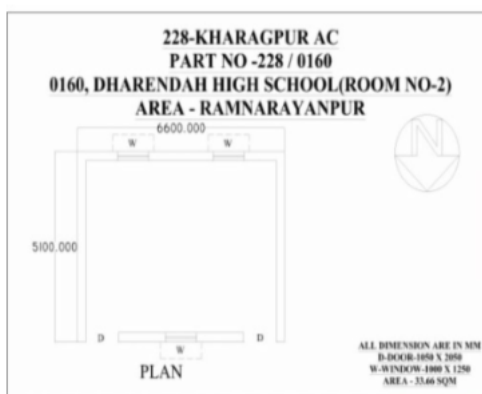 228-KHARAGPUR AC
PART NO -228 / 0160
0160, DHARENDAH HIGH SCHOOL(ROOM NO-2)
AREA - RAMNARAYANPUR
6600.000
W
W
N
5100.000
D
D
W
PLAN
ALL DIMENSION ARE IN MM
D-DOOR-1050 X 2050
W-WINDOW-1000 X 1250
AREA - 33.66 SQM